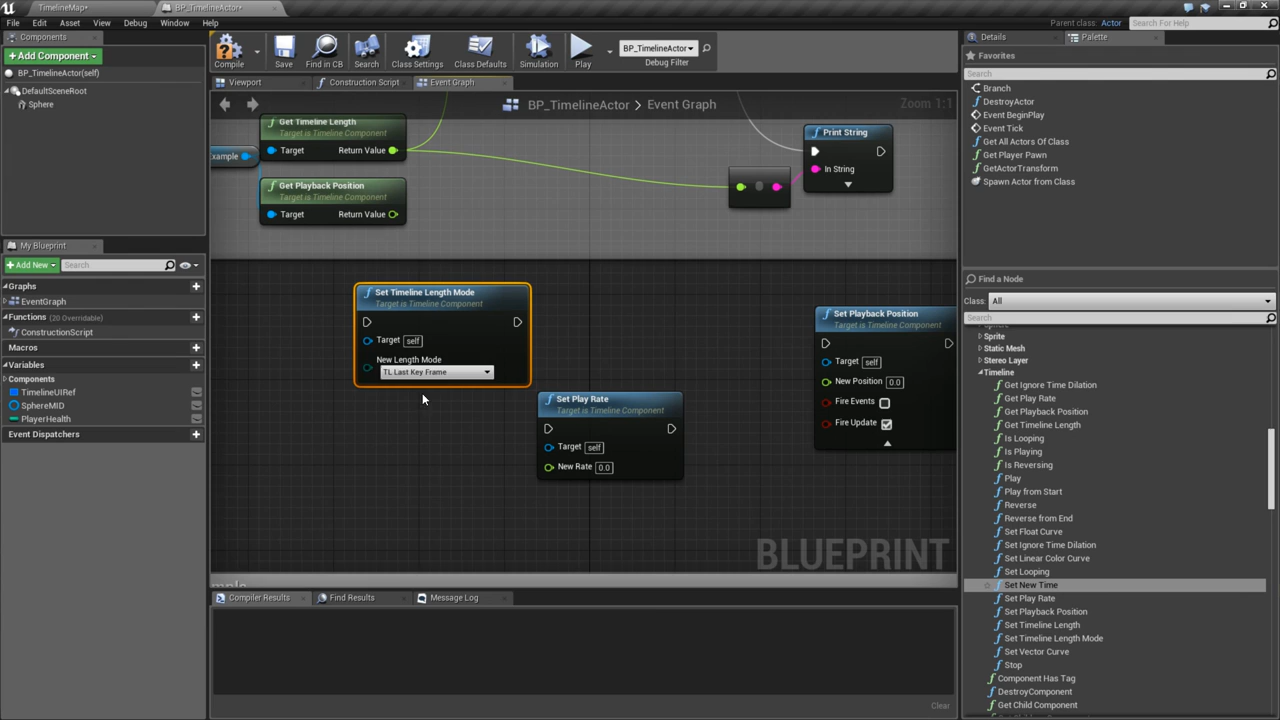 TimelineMap*
BP_TimelineActor*
File Edit Asset View Debug Window Help
Parent class: Actor
Search For Help
Components
+Add Component
BP_TimelineActor(self)
DefaultSceneRoot
Sphere
Compile
Save
Find in CB
Search
Class Settings
Class Defaults
Simulation
Play
BP_TimelineActor
Debug Filter
Viewport
Construction Script
Event Graph
BP_TimelineActor > Event Graph
Zoom 1:1
Get Timeline Length
Target is Timeline Component
Target Return Value
xample
Get Playback Position
Target is Timeline Component
Target Return Value
Print String
In String
Set Timeline Length Mode
Target is Timeline Component
Target self
New Length Mode
TL Last Key Frame
Set Play Rate
Target is Timeline Component
Target self
New Rate 0.0
Set Playback Position
Target is Timeline Component
Target self
New Position 0.0
Fire Events
Fire Update
BLUEPRINT
My Blueprint
+Add New
Search
Graphs
EventGraph
Functions (20 Overridable)
ConstructionScript
Macros
Variables
Components
TimelineUIRef
SphereMID
PlayerHealth
Event Dispatchers
Compiler Results
Find Results
Message Log
Clear
Details
Palette
Favorites
Search
Branch
DestroyActor
Event BeginPlay
Event Tick
Get All Actors Of Class
Get Player Pawn
GetActorTransform
Spawn Actor from Class
Find a Node
Class: All
Search
Sprite
Static Mesh
Stereo Layer
Timeline
Get Ignore Time Dilation
Get Play Rate
Get Playback Position
Get Timeline Length
Is Looping
Is Playing
Is Reversing
Play
Play from Start
Reverse
Reverse from End
Set Float Curve
Set Ignore Time Dilation
Set Linear Color Curve
Set Looping
Set New Time
Set Play Rate
Set Playback Position
Set Timeline Length
Set Timeline Length Mode
Set Vector Curve
Stop
Component Has Tag
DestroyComponent
Get Child Component